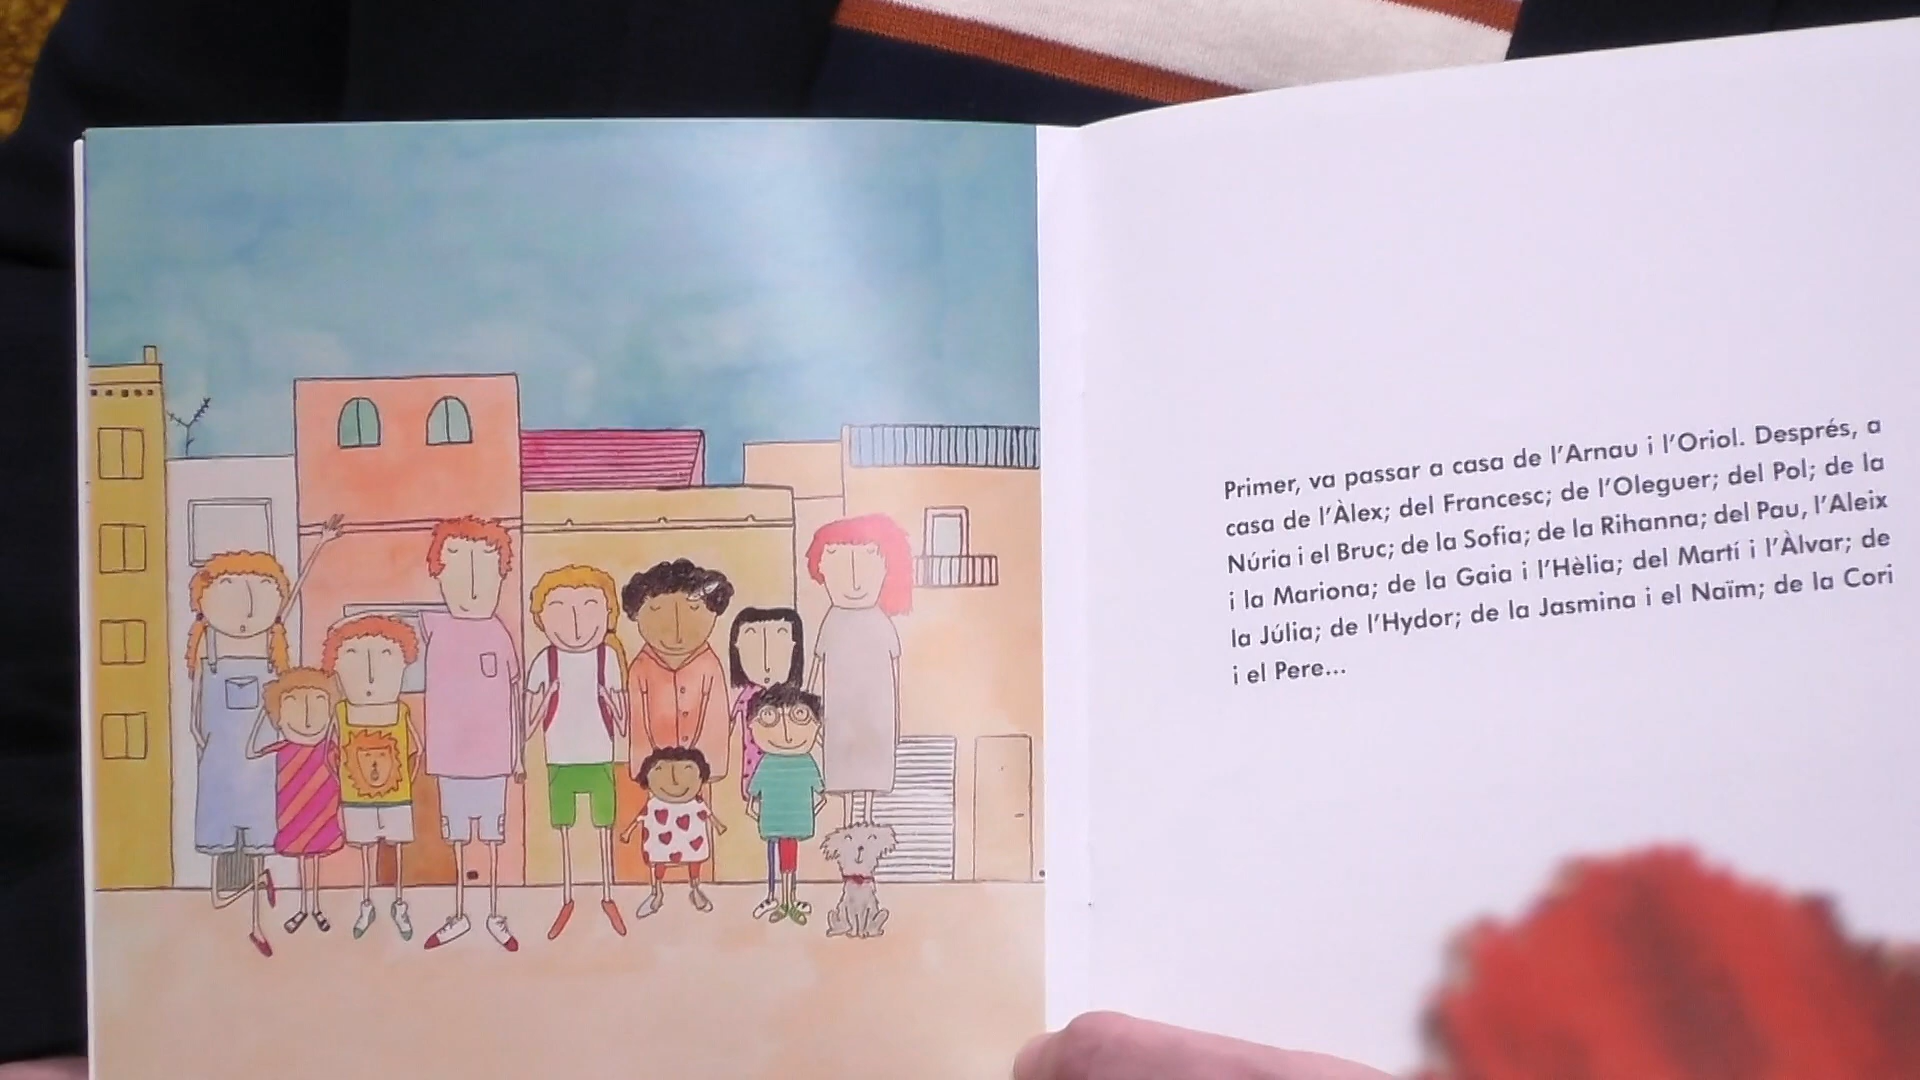 Primer, va passar a casa de l'Arnau i l'Oriol. Després, a
casa de l'Àlex; del Francesc; de l'Oleguer; del Pol; de la
Núria i el Bruc; de la Sofia; de la Rihanna; del Pau, l'Aleix
i la Mariona; de la Gaia i l'Hèlia; del Martí i l'Àlvar; de
la Júlia; de l'Hydor; de la Jasmina i el Naïm; de la Cori
i el Pere...